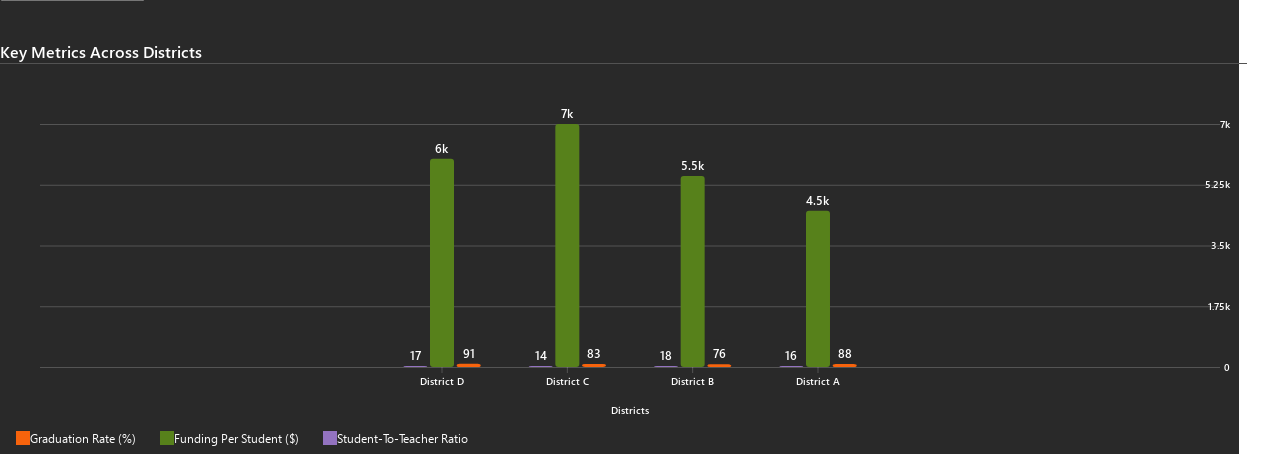 Key Metrics Across Districts
7k
6k
5.5k
4.5k
7k
5.25k
3.5k
1.75k
0
17
91
14
83
18
76
16
88
District D
District C
District B
District A
Districts
Graduation Rate (%)
Funding Per Student ($)
Student-To-Teacher Ratio